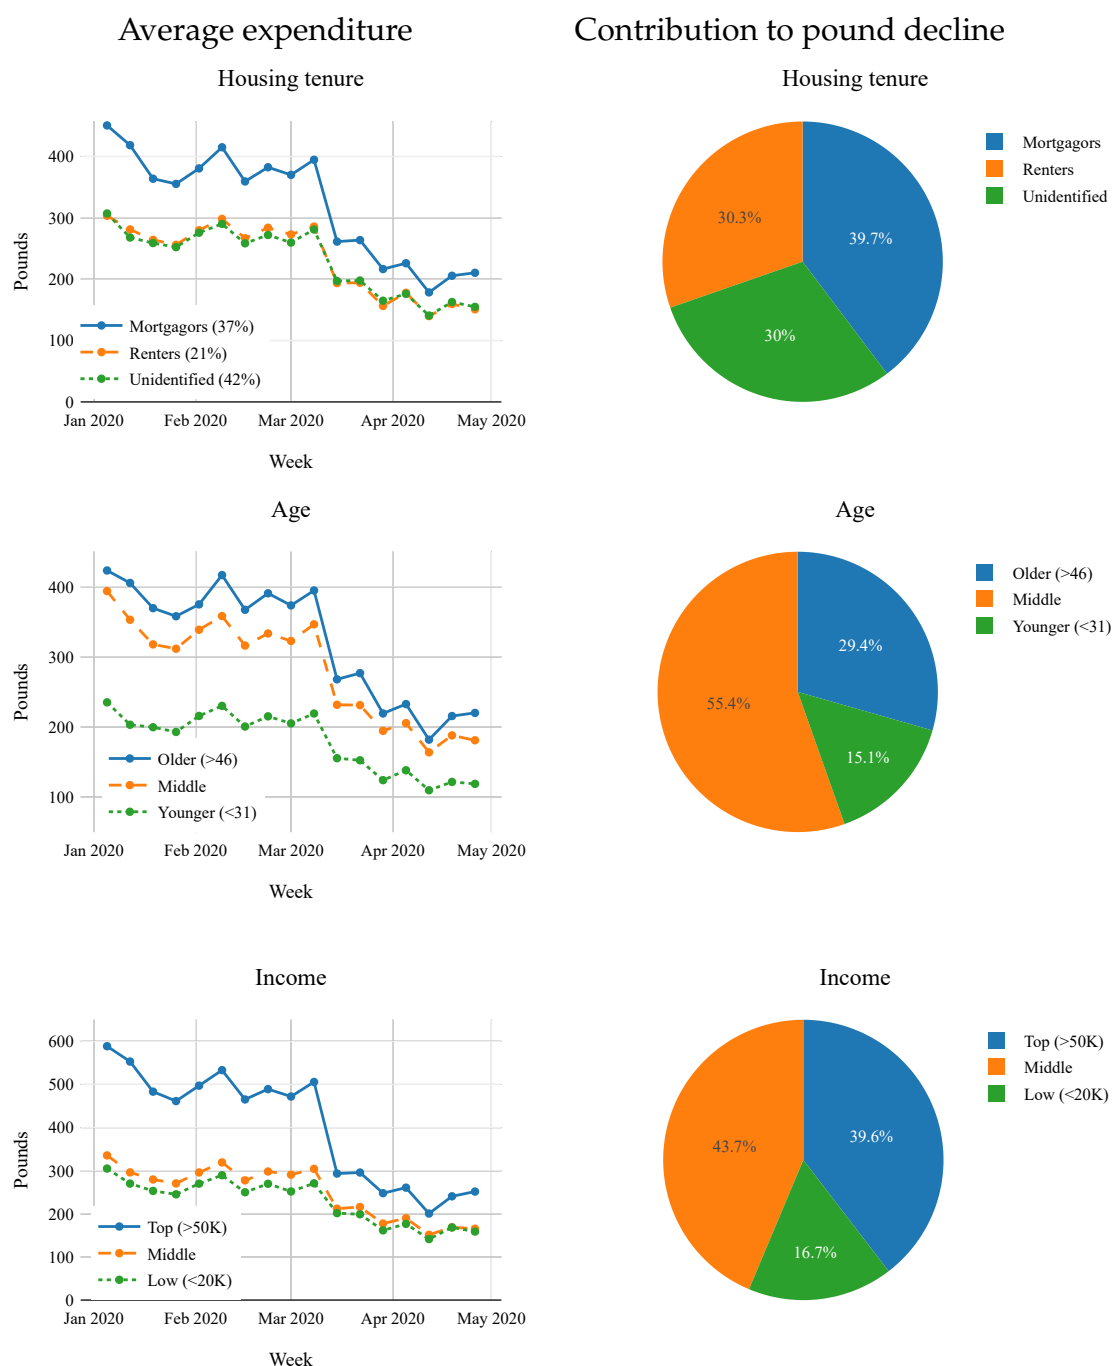 Average expenditure
Contribution to pound decline
Housing tenure
400
300
200
100
0
Pounds
Mortgagors (37%)
Renters (21%)
Unidentified (42%)
Jan 2020
Feb 2020
Mar 2020
Apr 2020
May 2020
Week
Housing tenure
30.3%
39.7%
30%
Mortgagors
Renters
Unidentified
Age
400
300
200
100
Pounds
Older (>46)
Middle
Younger (<31)
Jan 2020
Feb 2020
Mar 2020
Apr 2020
May 2020
Week
Age
29.4%
55.4%
15.1%
Older (>46)
Middle
Younger (<31)
Income
600
500
400
300
200
100
0
Pounds
Top (>50K)
Middle
Low (<20K)
Jan 2020
Feb 2020
Mar 2020
Apr 2020
May 2020
Week
Income
43.7%
39.6%
16.7%
Top (>50K)
Middle
Low (<20K)